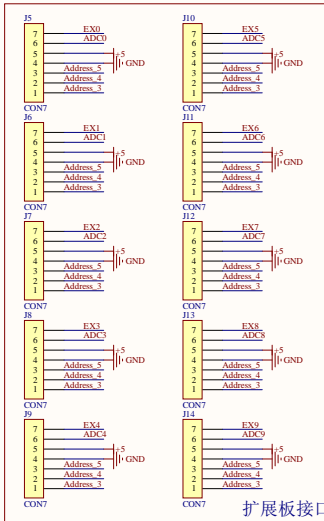 J5
7 EX0
6 ADC0
5 +5
4 GND
3 Address_5
2 Address_4
1 Address_3
CON7
J6
7 EX1
6 ADC1
5 +5
4 GND
3 Address_5
2 Address_4
1 Address_3
CON7
J7
7 EX2
6 ADC2
5 +5
4 GND
3 Address_5
2 Address_4
1 Address_3
CON7
J8
7 EX3
6 ADC3
5 +5
4 GND
3 Address_5
2 Address_4
1 Address_3
CON7
J9
7 EX4
6 ADC4
5 +5
4 GND
3 Address_5
2 Address_4
1 Address_3
CON7
J10
7 EX5
6 ADC5
5 +5
4 GND
3 Address_5
2 Address_4
1 Address_3
CON7
J11
7 EX6
6 ADC6
5 +5
4 GND
3 Address_5
2 Address_4
1 Address_3
CON7
J12
7 EX7
6 ADC7
5 +5
4 GND
3 Address_5
2 Address_4
1 Address_3
CON7
J13
7 EX8
6 ADC8
5 +5
4 GND
3 Address_5
2 Address_4
1 Address_3
CON7
J14
7 EX9
6 ADC9
5 +5
4 GND
3 Address_5
2 Address_4
1 Address_3
CON7
扩展板接口